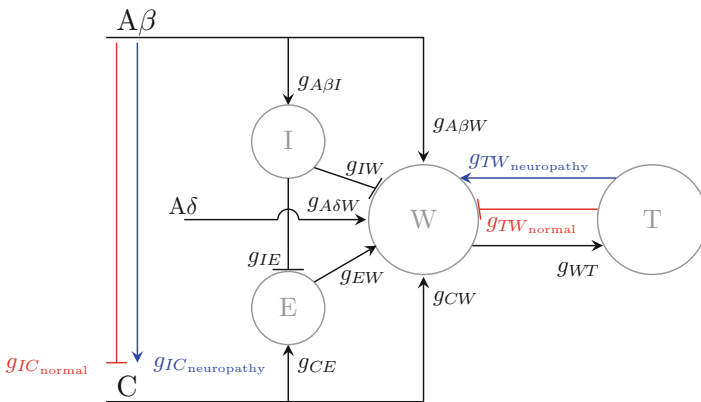 Aβ
g_{AβI}
g_{AβW}
I
g_{IW}
g_{TW_{neuropathy}}
Aδ
g_{AδW}
W
g_{TW_{normal}}
T
g_{IE}
g_{EW}
g_{WT}
E
g_{CW}
g_{IC_{normal}}
g_{IC_{neuropathy}}
g_{CE}
C